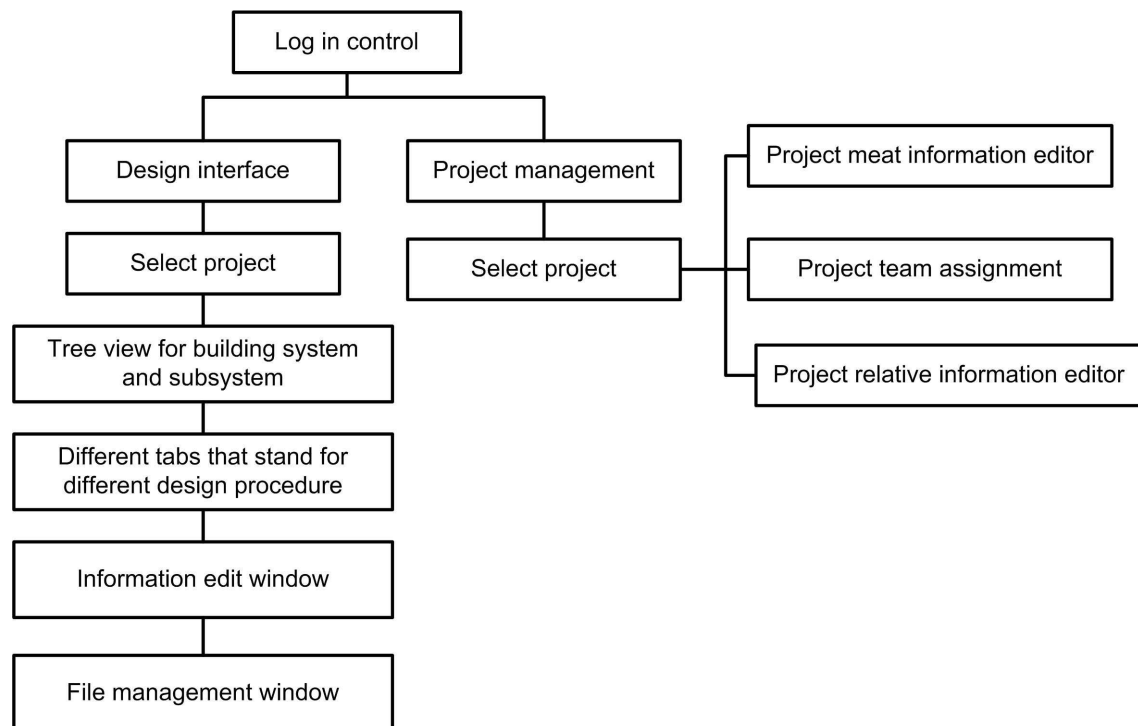 Log in control
Design interface
Project management
Project meat information editor
Select project
Select project
Project team assignment
Tree view for building system
and subsystem
Project relative information editor
Different tabs that stand for
different design procedure
Information edit window
File management window